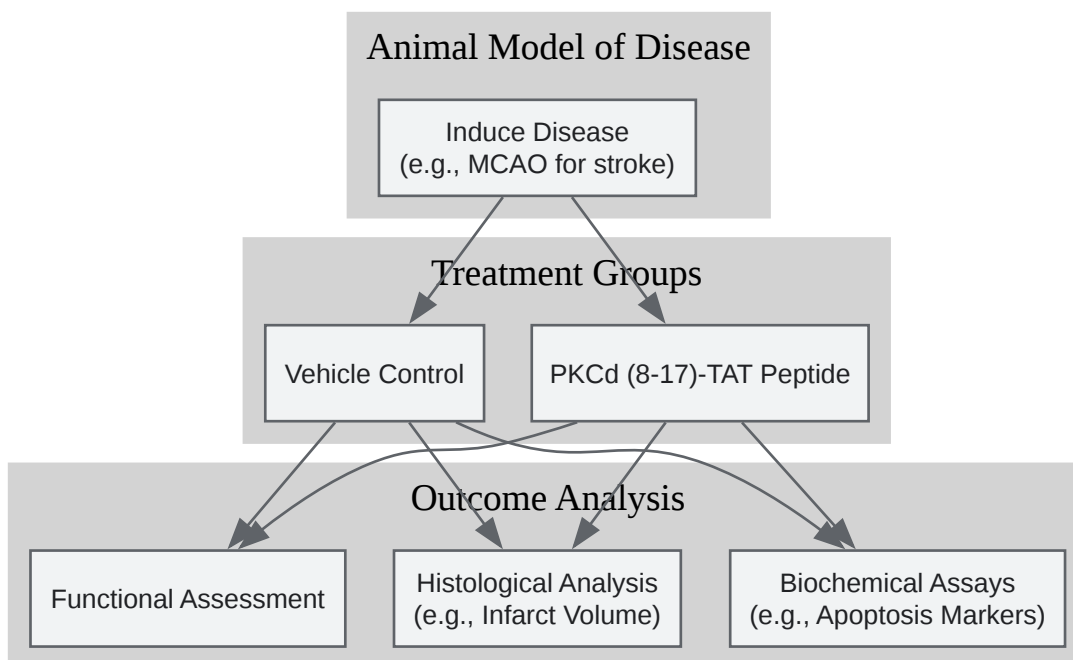 Animal Model of Disease
Induce Disease
(e.g., MCAO for stroke)
Treatment Groups
Vehicle Control
PKCd (8-17)-TAT Peptide
Outcome Analysis
Functional Assessment
Histological Analysis
(e.g., Infarct Volume)
Biochemical Assays
(e.g., Apoptosis Markers)